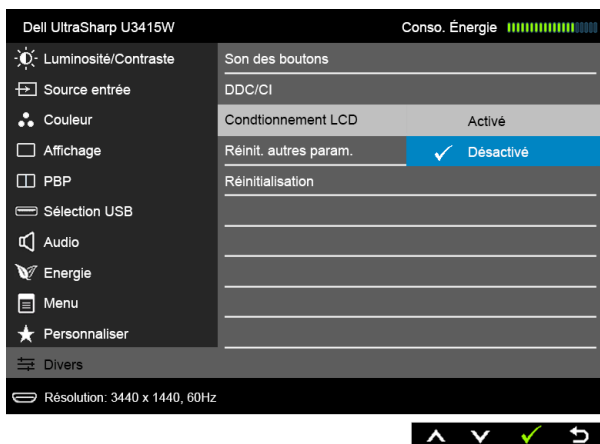 Dell UltraSharp U3415W
Conso. Énergie
Luminosité/Contraste
Source entrée
Couleur
Affichage
PBP
Sélection USB
Audio
Energie
Menu
Personnaliser
Divers
Son des boutons
DDC/CI
Condtionnement LCD
Activé
Réinit. autres param.
Désactivé
Réinitialisation
Résolution: 3440 x 1440, 60Hz